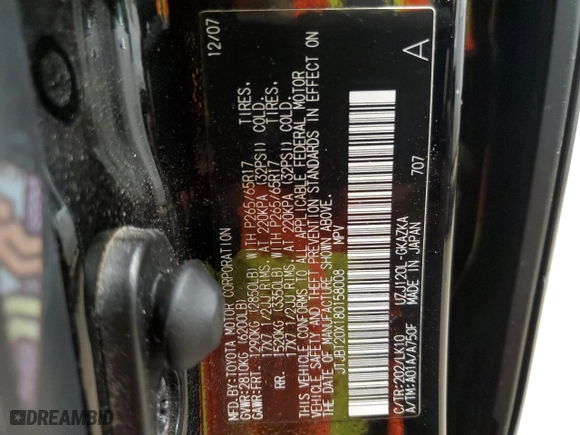 MFD. BY:TOYOTA MOTOR CORPORATION 12/07
GVWR:2810KG (6200LB)
GAWR:FRT. 1290KG (2850LB) WITH P265/65R17 TIRES,
17X7 1/2JJ RIMS AT 220KPA (32PSI) COLD.
RR. 1520KG (3350LB) WITH P265/65R17 TIRES,
17X7 1/2JJ RIMS AT 220KPA (32PSI) COLD.
THIS VEHICLE CONFORMS TO ALL APPLICABLE FEDERAL MOTOR
VEHICLE SAFETY AND THEFT PREVENTION STANDARDS IN EFFECT ON
THE DATE OF MANUFACTURE SHOWN ABOVE.
JTJBT20X180158008 MPV
A
707
C/TR:202/LK10 UZJ120L-GKAZKA
A/TM:A01A/A750F MADE IN JAPAN
DREAMBID